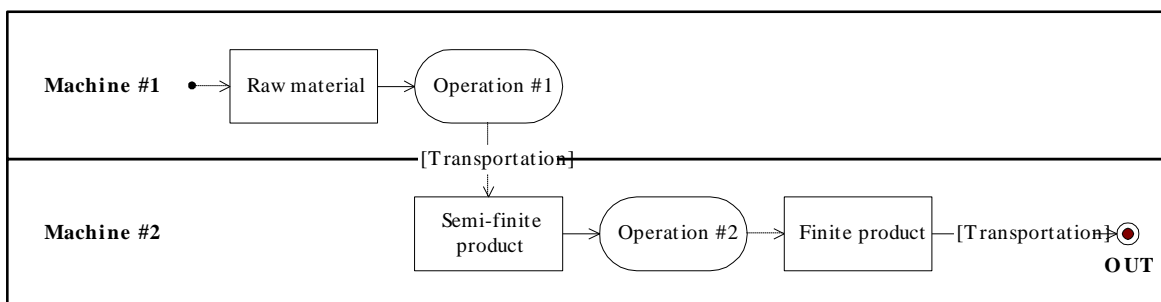 Machine #1
Raw material
Operation #1
[Transportation]
Machine #2
Semi-finite
product
Operation #2
Finite product
[Transportation]
OUT